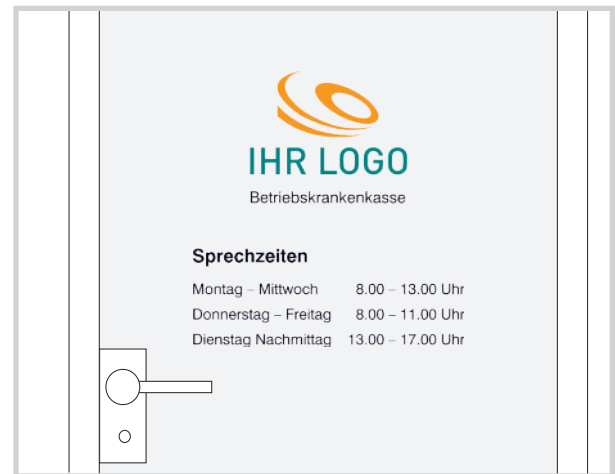 IHR LOGO
Betriebskrankenkasse
Sprechzeiten
Montag – Mittwoch 8.00 – 13.00 Uhr
Donnerstag – Freitag 8.00 – 11.00 Uhr
Dienstag Nachmittag 13.00 – 17.00 Uhr